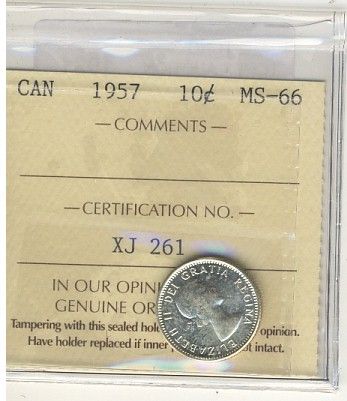 CAN 1957 10¢ MS-66
— COMMENTS —
— CERTIFICATION NO. —
XJ 261
IN OUR OPINI
GENUINE OR
Tampering with this sealed hol opinion.
Have holder replaced if inner ot intact.
ELIZABETH II DEI GRATIA REGINA